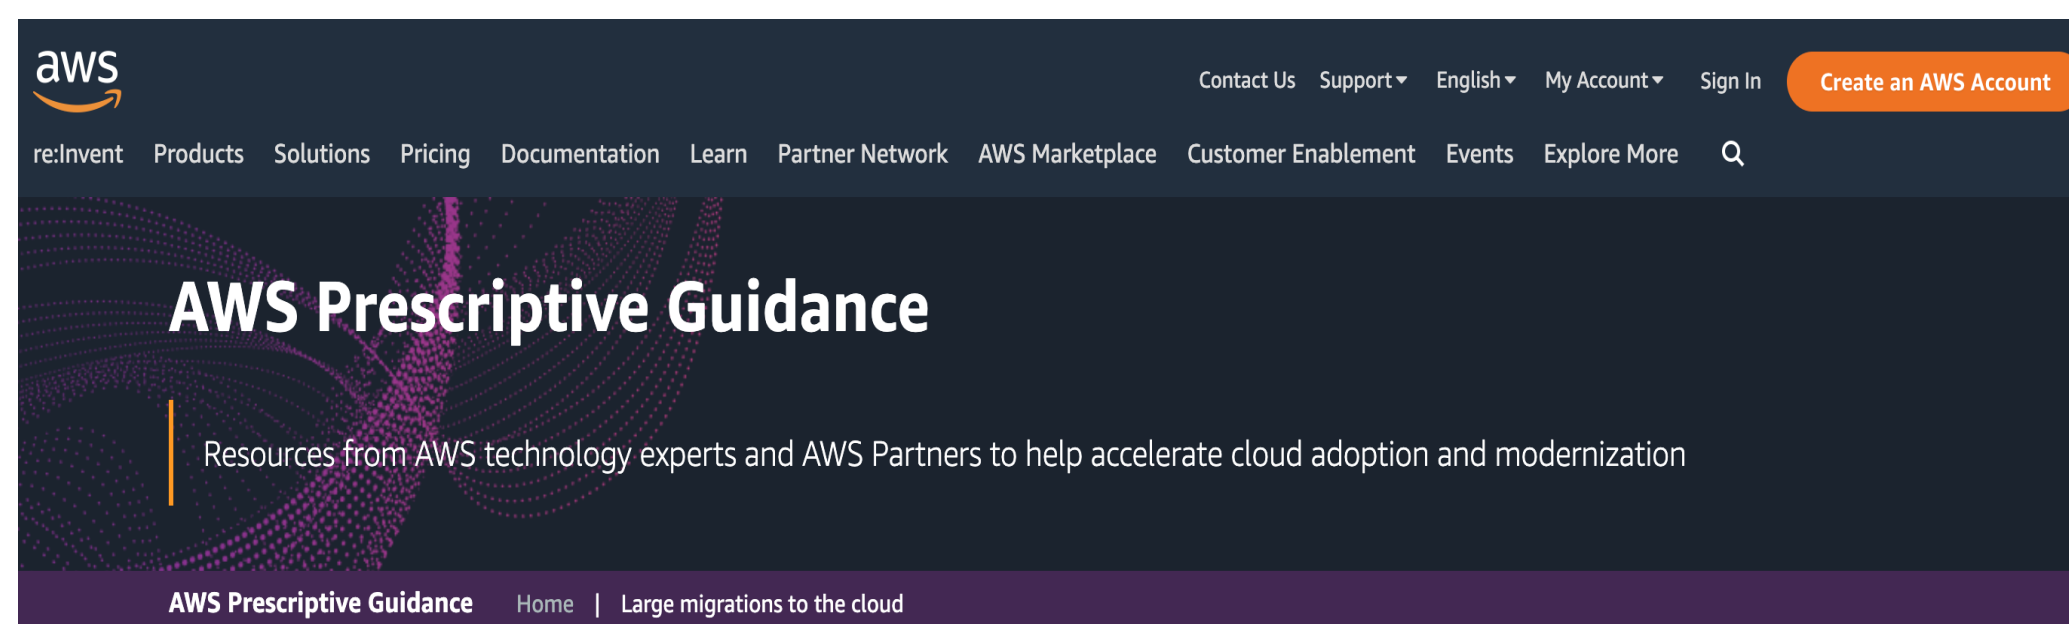 aws
Contact Us Support English My Account Sign In Create an AWS Account
re:Invent Products Solutions Pricing Documentation Learn Partner Network AWS Marketplace Customer Enablement Events Explore More
AWS Prescriptive Guidance
Resources from AWS technology experts and AWS Partners to help accelerate cloud adoption and modernization
AWS Prescriptive Guidance Home | Large migrations to the cloud